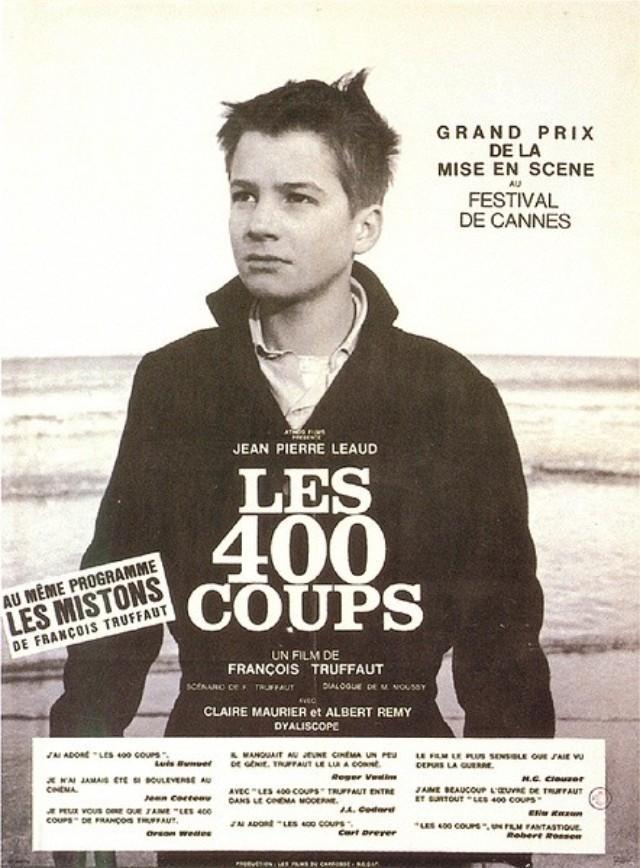 GRAND PRIX
DE LA
MISE EN SCENE
AU
FESTIVAL
DE CANNES
ATHOS FILMS
PRÉSENTE
JEAN PIERRE LEAUD
LES
400
COUPS
AU MÊME PROGRAMME
LES MISTONS
DE FRANÇOIS TRUFFAUT
UN FILM DE
FRANÇOIS TRUFFAUT
SCÉNARIO DE F. TRUFFAUT DIALOGUE DE M. MOUSSY
AVEC
CLAIRE MAURIER et ALBERT REMY
DYALISCOPE
J'AI ADORÉ "LES 400 COUPS".
Luis Bunuel
JE N'AI JAMAIS ÉTÉ SI BOULEVERSÉ AU
CINÉMA.
Jean Cocteau
JE PEUX VOUS DIRE QUE J'AIME "LES 400
COUPS" DE FRANÇOIS TRUFFAUT.
Orson Welles
IL MANQUAIT AU JEUNE CINÉMA UN PEU
DE GÉNIE. TRUFFAUT LE LUI A DONNÉ.
Roger Vadim
AVEC "LES 400 COUPS" TRUFFAUT ENTRE
DANS LE CINÉMA MODERNE.
J.L. Godard
J'AI ADORÉ "LES 400 COUPS".
Carl Dreyer
LE FILM LE PLUS SENSIBLE QUE J'AIE VU
DEPUIS LA GUERRE.
H.G. Clouzot
J'AIME BEAUCOUP L'ŒUVRE DE TRUFFAUT
ET SURTOUT "LES 400 COUPS"
Elia Kazan
"LES 400 COUPS", UN FILM FANTASTIQUE.
Robert Rossen
PRODUCTION : LES FILMS DU CARROSSE -